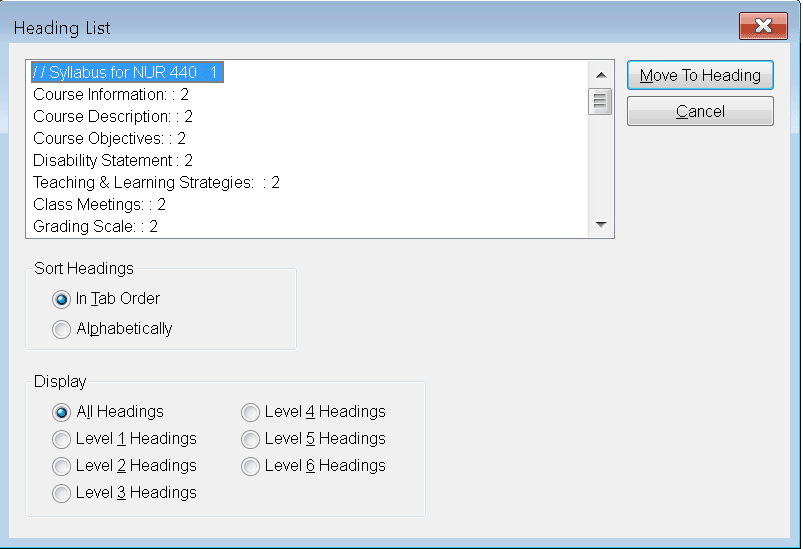 Heading List
/ / Syllabus for NUR 440 : 1
Course Information: : 2
Course Description: : 2
Course Objectives: : 2
Disability Statement : 2
Teaching & Learning Strategies:  : 2
Class Meetings: : 2
Grading Scale: : 2
Move To Heading
Cancel
Sort Headings
In Tab Order
Alphabetically
Display
All Headings
Level 1 Headings
Level 2 Headings
Level 3 Headings
Level 4 Headings
Level 5 Headings
Level 6 Headings